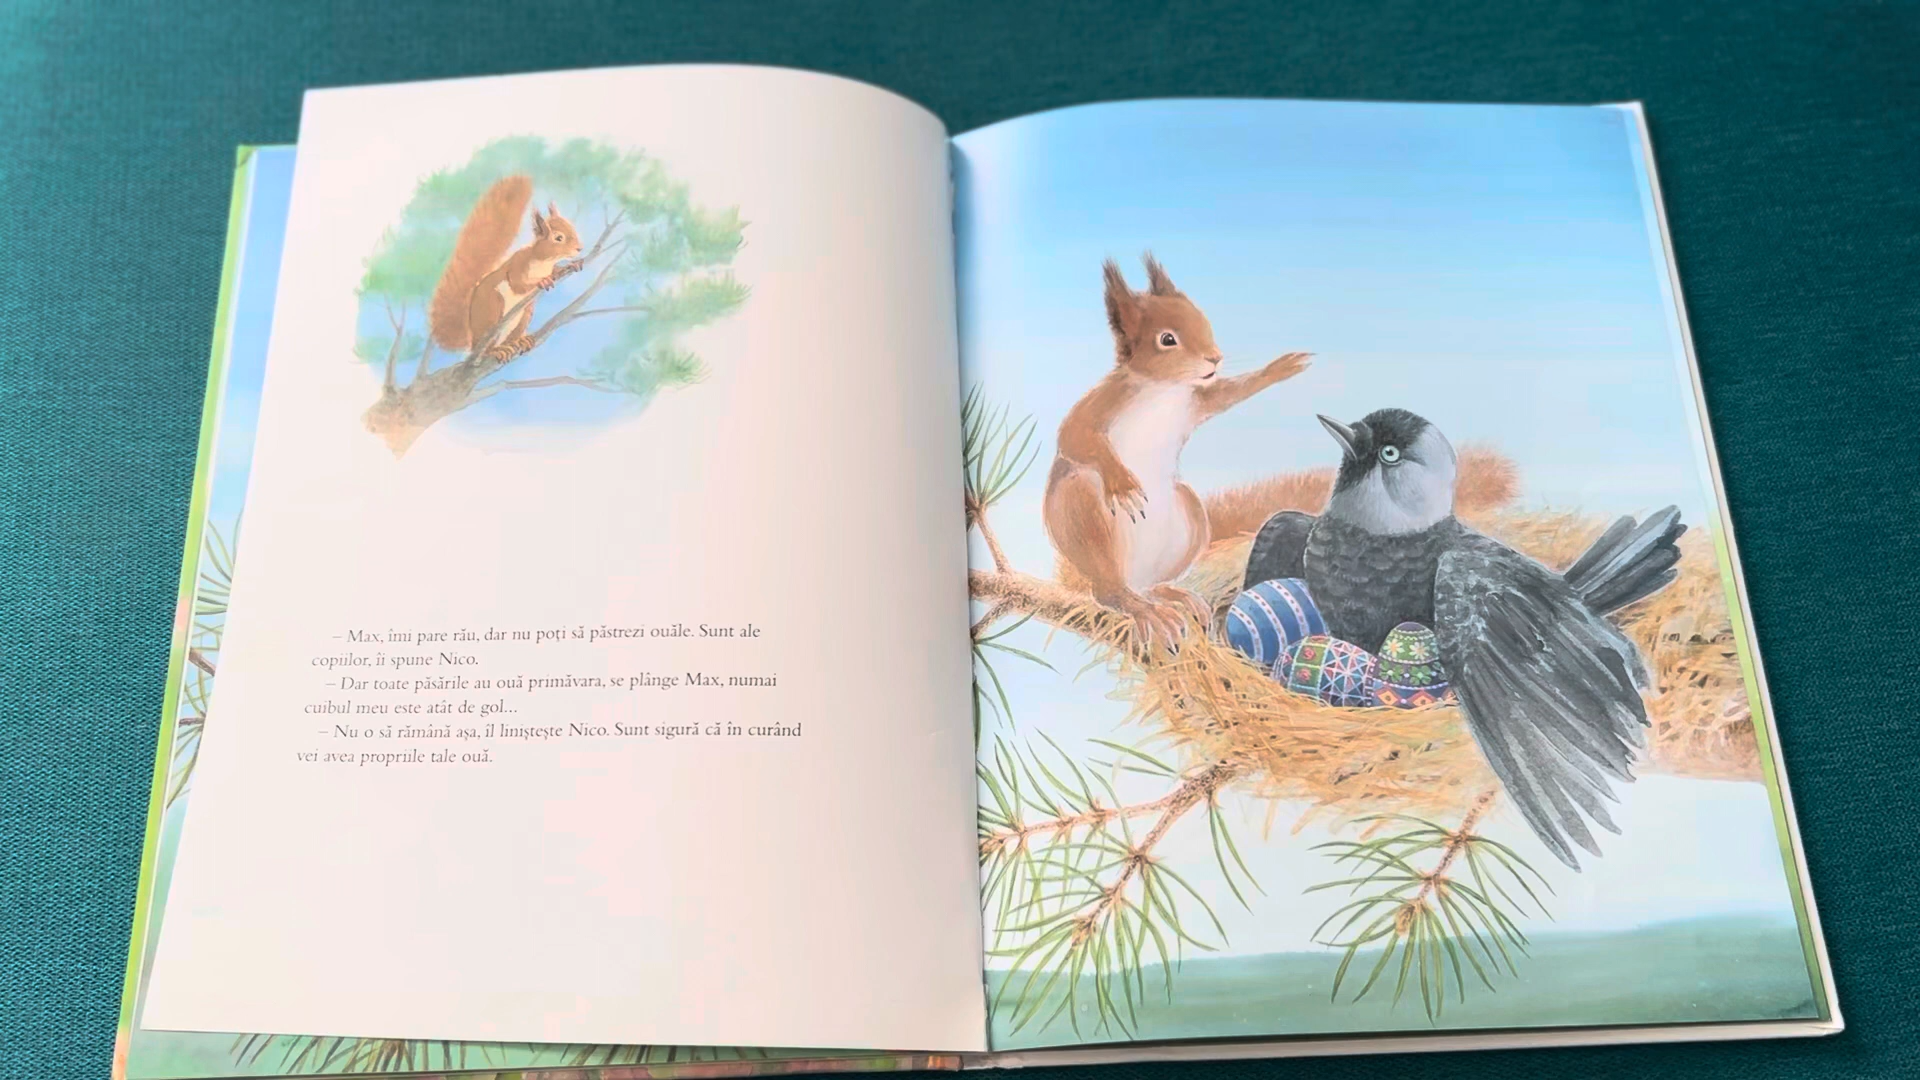 – Max, îmi pare rău, dar nu poți să păstrezi ouăle. Sunt ale
copiilor, îi spune Nico.
– Dar toate păsările au ouă primăvara, se plânge Max, numai
cuibul meu este atât de gol...
– Nu o să rămână așa, îl liniștește Nico. Sunt sigură că în curând
vei avea propriile tale ouă.